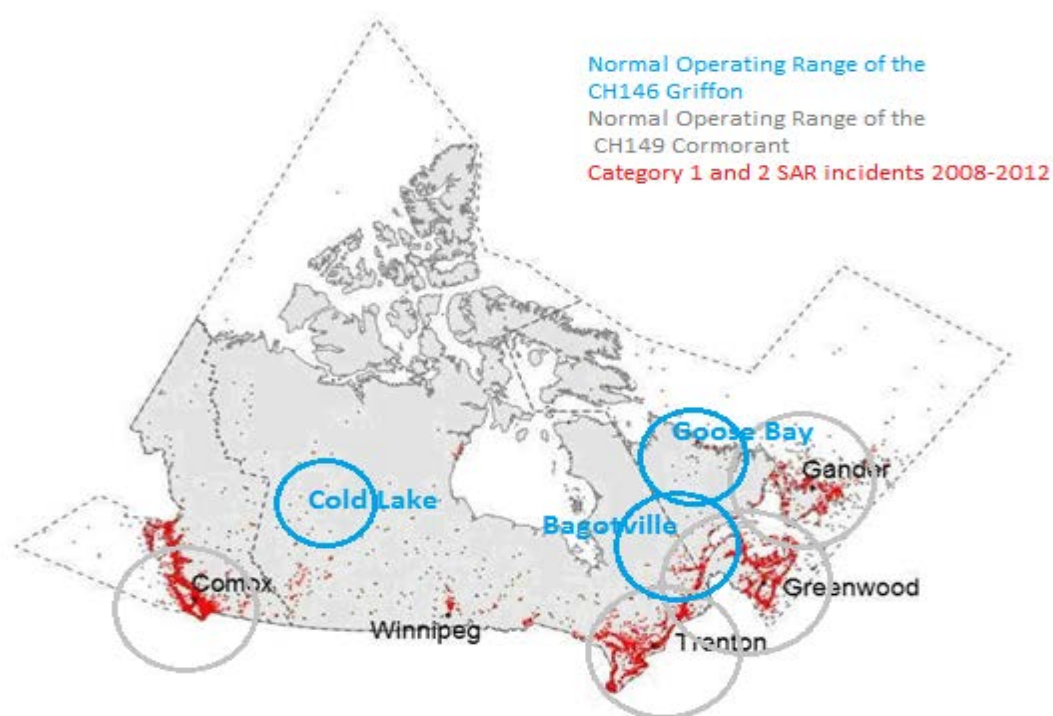 Normal Operating Range of the
CH146 Griffon
Normal Operating Range of the
CH149 Cormorant
Category 1 and 2 SAR incidents 2008-2012
Goose Bay
Gander
Cold Lake
Bagotville
Comox
Greenwood
Winnipeg
Trenton